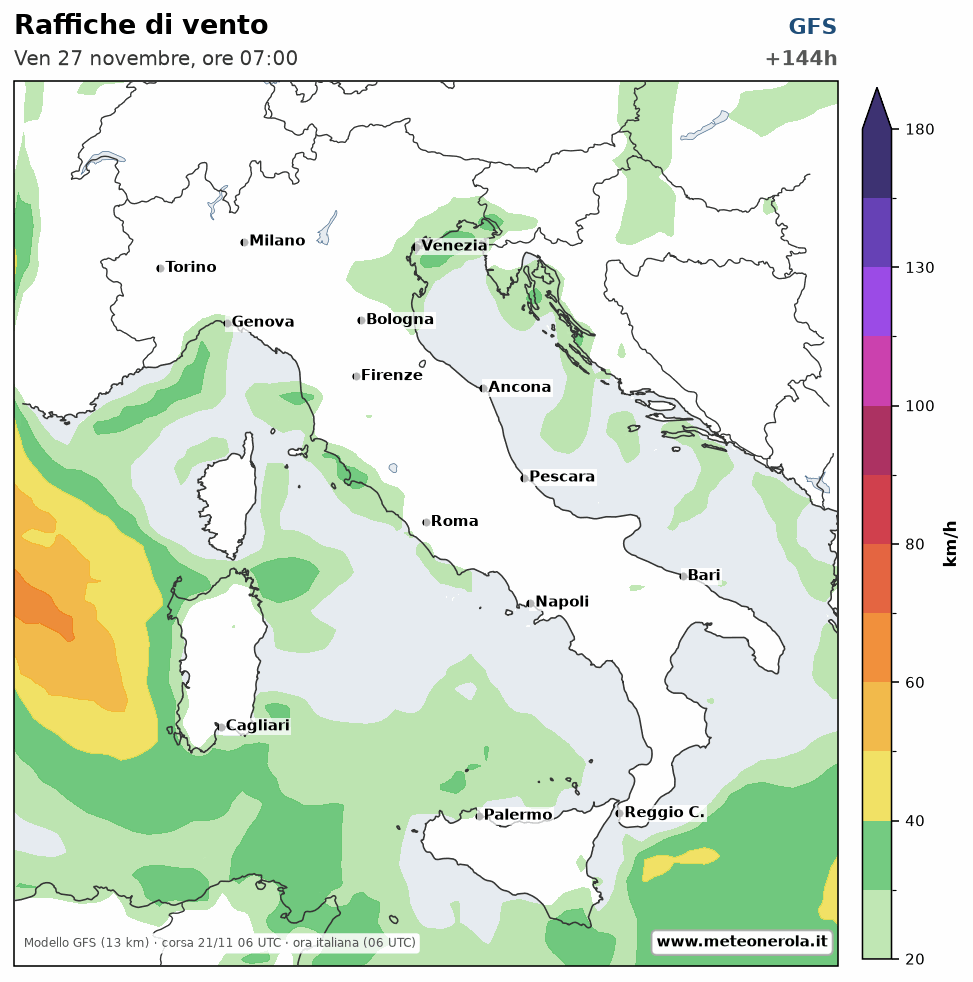 Raffiche di vento
GFS
Ven 27 novembre, ore 07:00
+144h
180
130
100
80
60
40
20
km/h
Milano
Venezia
Torino
Genova
Bologna
Firenze
Ancona
Pescara
Roma
Bari
Napoli
Cagliari
Palermo
Reggio C.
Modello GFS (13 km) · corsa 21/11 06 UTC · ora italiana (06 UTC)
www.meteonerola.it